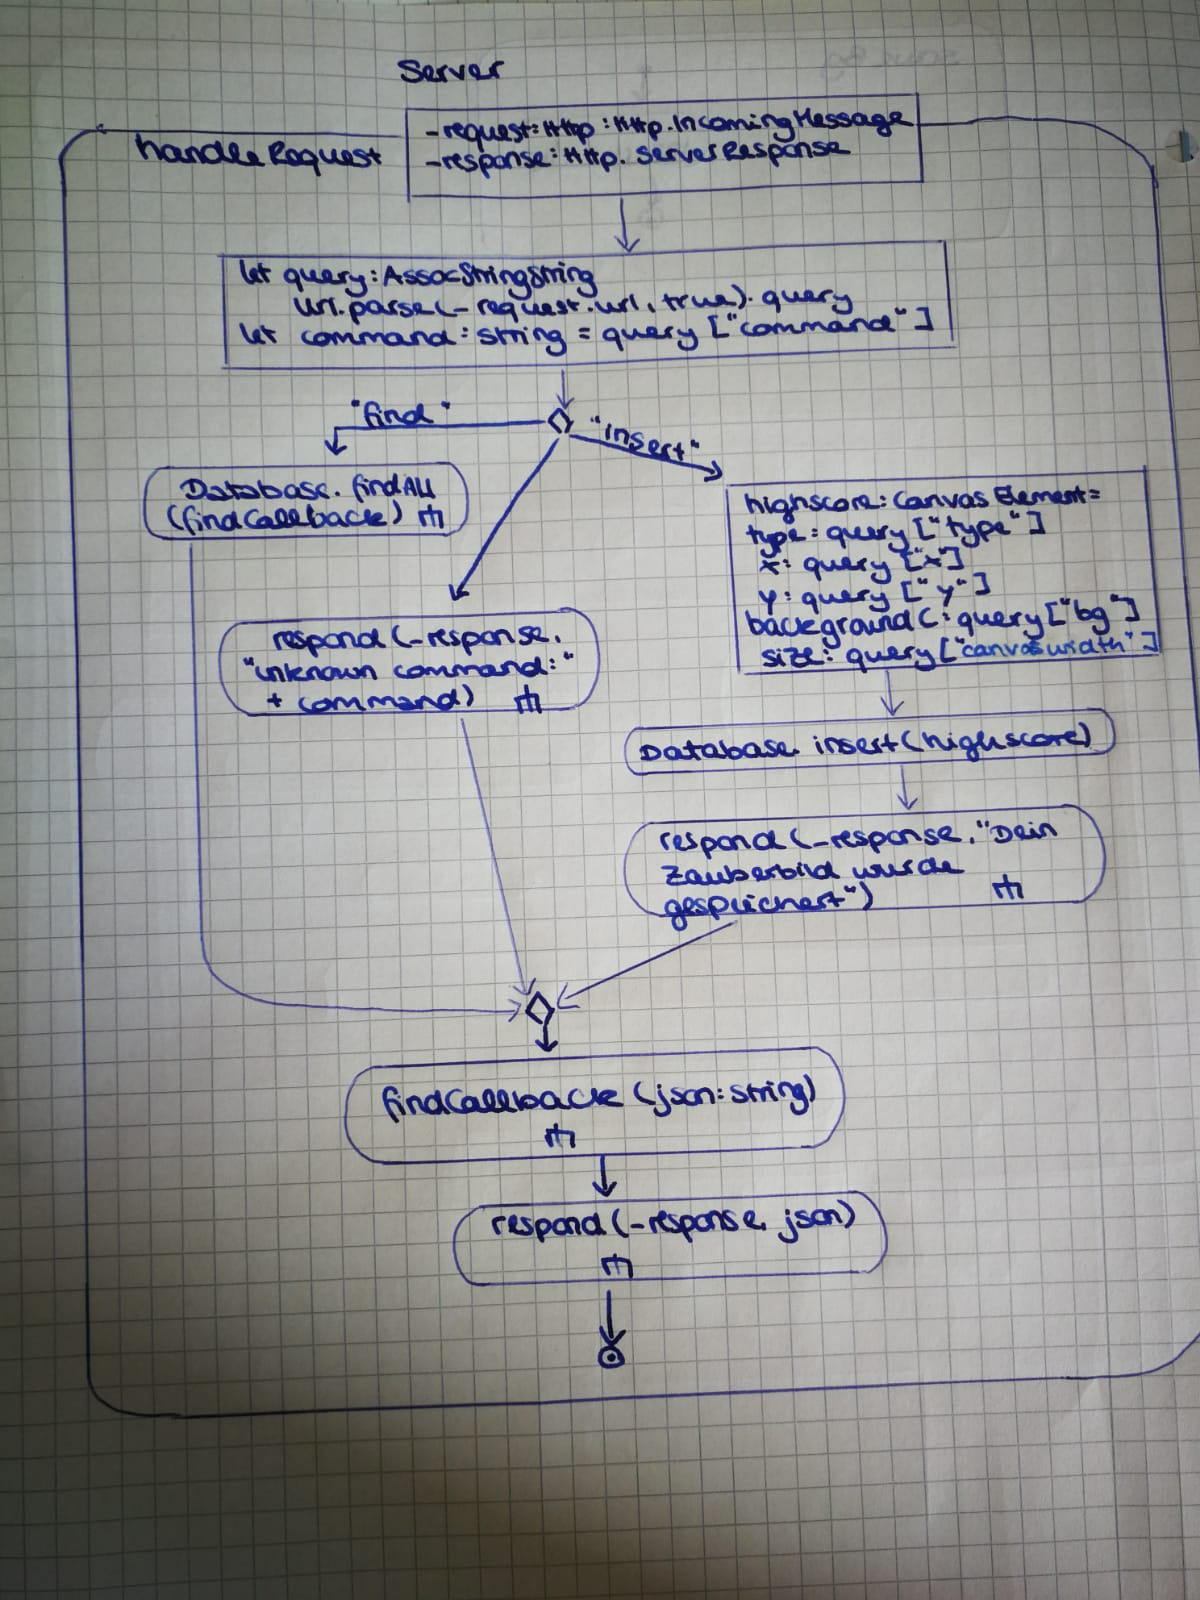 Server
-request: Http: Http.IncomingMessage
-response: Http. ServerResponse
handleRequest
let query: AssocStringString
Url.parse(-request.url, true).query
let command: string = query ["command"]
"find"
"insert"
Database. findAll
(findCallback)
highscore: CanvasElement=
type: query ["type"]
x: query ["x"]
y: query ["y"]
backgroundC: query ["bg"]
size: query ["canvaswidth"]
respond (-response,
"unknown command:"
+ command)
Database. insert (highscore)
respond (-response, "Dein
Zauberbild wurde
gespeichert")
findCallback (json: string)
respond (-response, json)